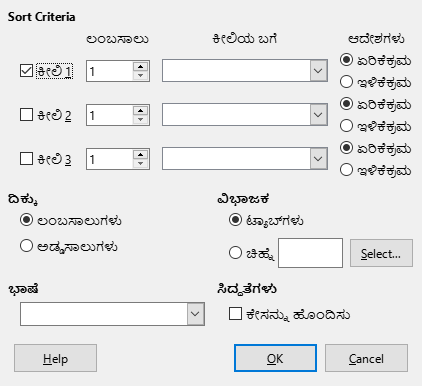 Sort Criteria
ಲಂಬಸಾಲು ಕೀಲಿಯ ಬಗೆ ಆದೇಶಗಳು
ಕೀಲಿ 1 1 ಏರಿಕೆಕ್ರಮ
ಇಳಿಕೆಕ್ರಮ
ಕೀಲಿ 2 1 ಏರಿಕೆಕ್ರಮ
ಇಳಿಕೆಕ್ರಮ
ಕೀಲಿ 3 1 ಏರಿಕೆಕ್ರಮ
ಇಳಿಕೆಕ್ರಮ
ದಿಕ್ಕು ವಿಭಾಜಕ
ಲಂಬಸಾಲುಗಳು ಟ್ಯಾಬ್‌ಗಳು
ಅಡ್ಡಸಾಲುಗಳು ಚಿಹ್ನೆ Select...
ಭಾಷೆ ಸಿದ್ಧತೆಗಳು
ಕೇಸನ್ನು ಹೊಂದಿಸು
Help OK Cancel